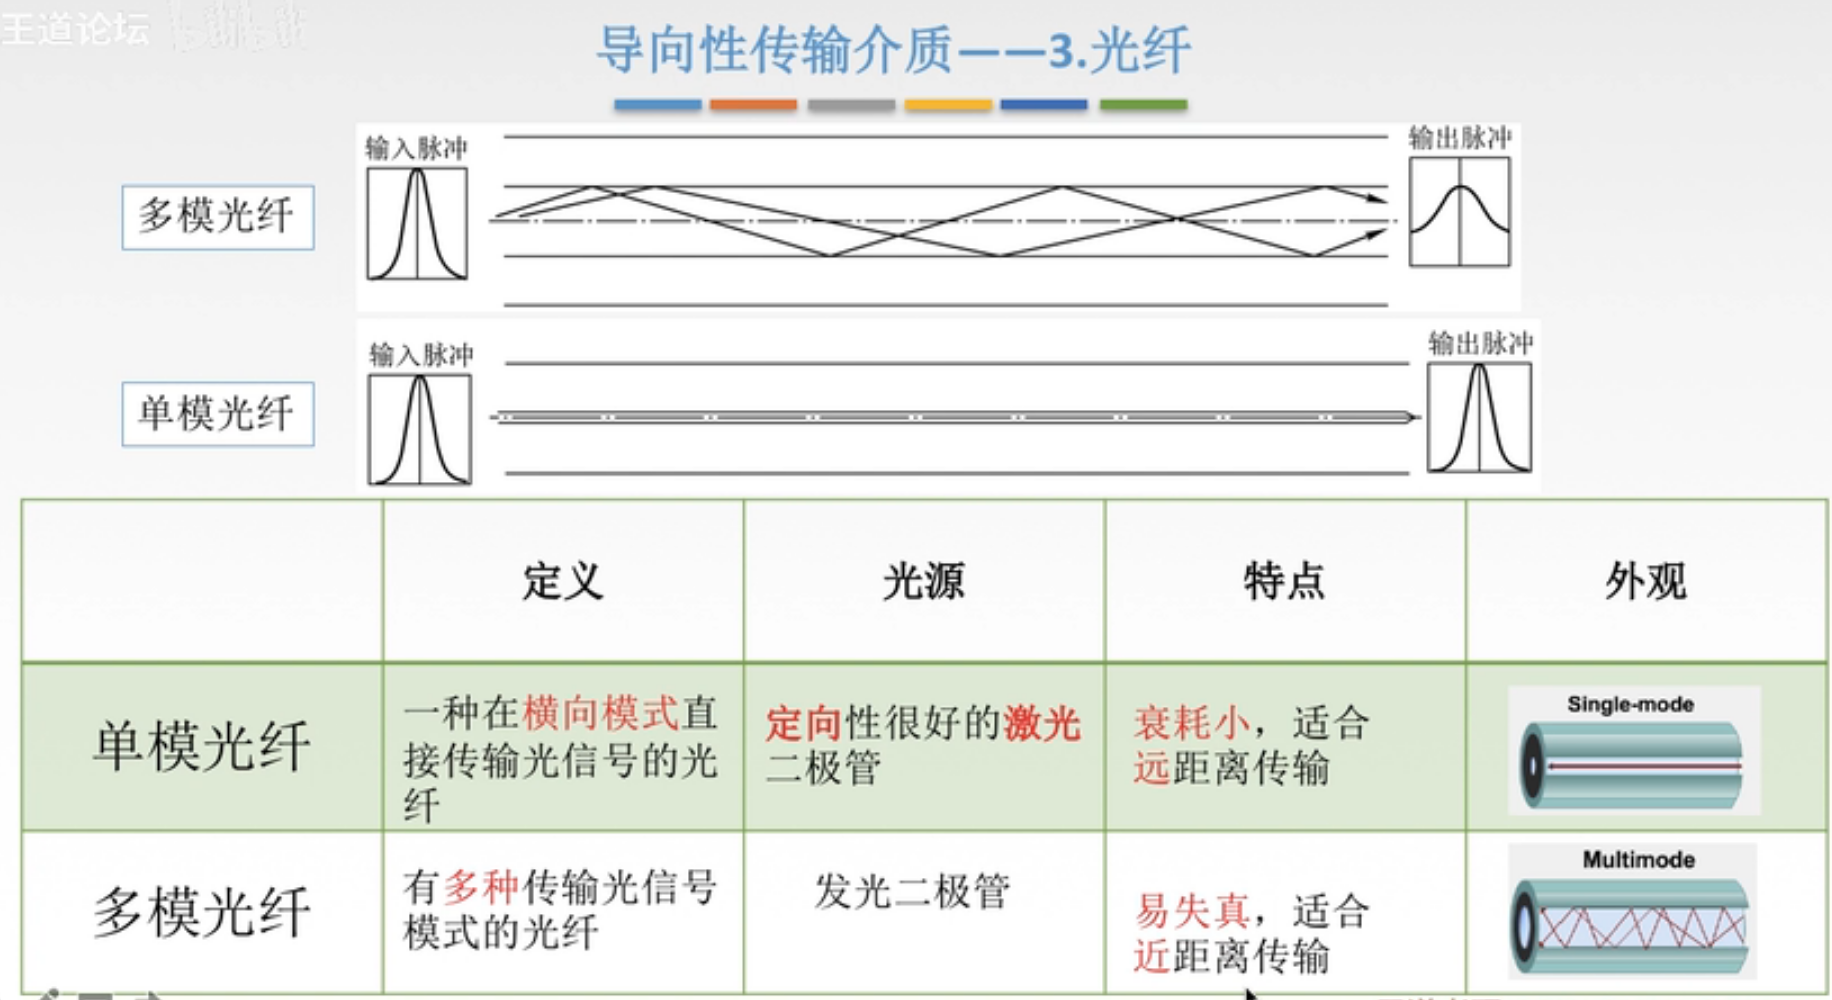 王道论坛 bilibili
导向性传输介质——3.光纤
输入脉冲
输出脉冲
多模光纤
输入脉冲
输出脉冲
单模光纤
定义
光源
特点
外观
单模光纤
一种在横向模式直
接传输光信号的光
纤
定向性很好的激光
二极管
衰耗小，适合
远距离传输
Single-mode
多模光纤
有多种传输光信号
模式的光纤
发光二极管
易失真，适合
近距离传输
Multimode